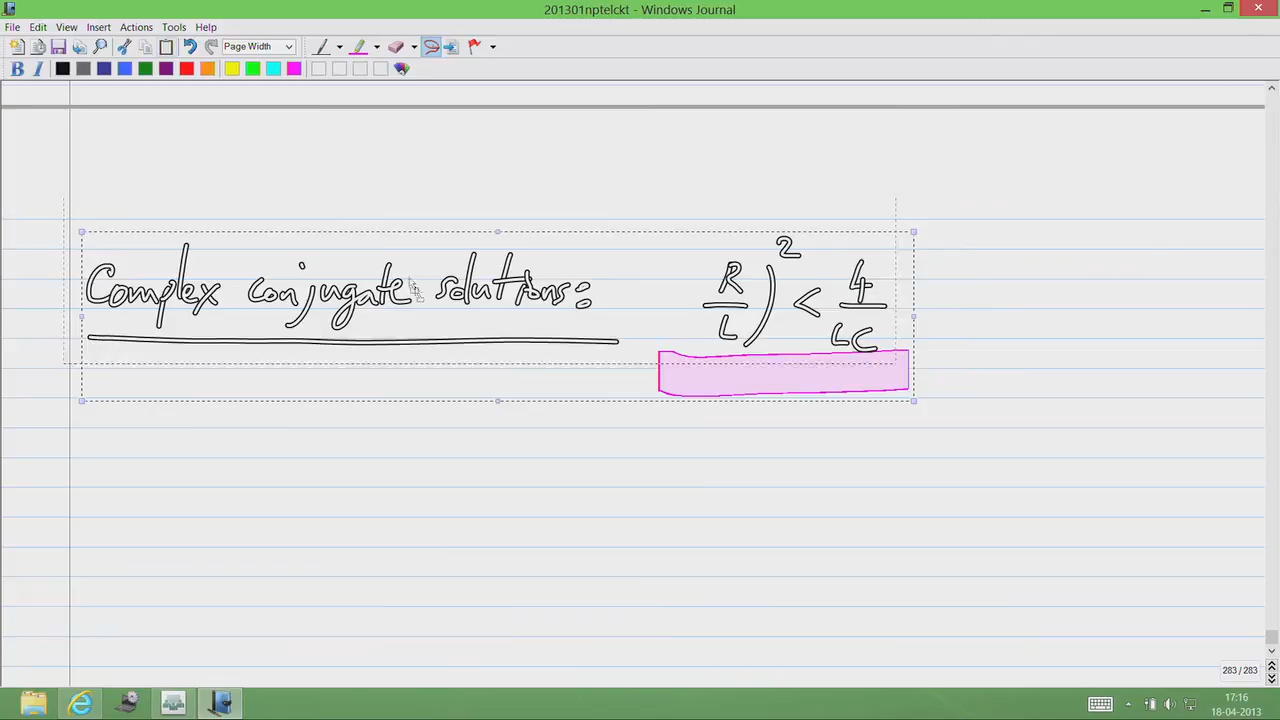 201301nptelckt - Windows Journal
File Edit View Insert Actions Tools Help
Page Width
B I
Complex conjugate solutions: R/L)² < 4/LC
283 / 283
17:16
18-04-2013